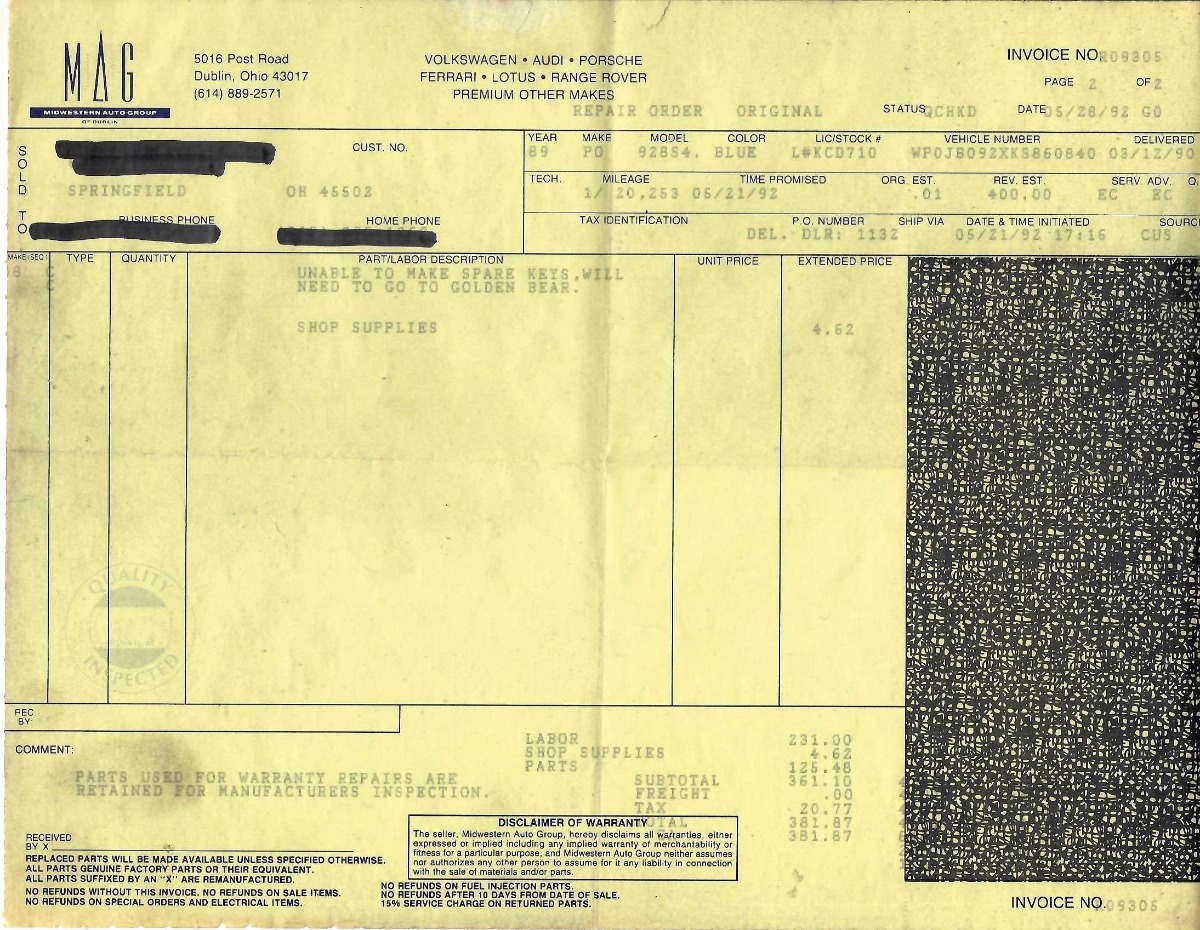 MAG
MIDWESTERN AUTO GROUP
OF DUBLIN
5016 Post Road
Dublin, Ohio 43017
(614) 889-2571
VOLKSWAGEN • AUDI • PORSCHE
FERRARI • LOTUS • RANGE ROVER
PREMIUM OTHER MAKES
REPAIR ORDER ORIGINAL
INVOICE NO. R09305
PAGE 2 OF 2
STATUS QCHKD DATE 05/28/92 G0
SOLD TO
CUST. NO.
SPRINGFIELD OH 45502
BUSINESS PHONE HOME PHONE
YEAR MAKE MODEL COLOR LIC/STOCK # VEHICLE NUMBER DELIVERED
89 PO 928S4. BLUE L#KCD710 WP0JB092XKS860840 03/12/90
TECH. MILEAGE TIME PROMISED ORG. EST. REV. EST. SERV. ADV.
1/ 20,253 05/21/92 .01 400.00 EC EC
TAX IDENTIFICATION P.O. NUMBER SHIP VIA DATE & TIME INITIATED SOURC
DEL. DLR: 1132 05/21/92 17:16 CUS
TYPE QUANTITY PART/LABOR DESCRIPTION UNIT PRICE EXTENDED PRICE
UNABLE TO MAKE SPARE KEYS,WILL
NEED TO GO TO GOLDEN BEAR.
SHOP SUPPLIES 4.62
QUALITY
INSPECTED
REC.
BY:
COMMENT:
PARTS USED FOR WARRANTY REPAIRS ARE
RETAINED FOR MANUFACTURERS INSPECTION.
LABOR 231.00
SHOP SUPPLIES 4.62
PARTS 125.48
SUBTOTAL 361.10
FREIGHT .00
TAX 20.77
TOTAL 381.87
381.87
RECEIVED
BY X
REPLACED PARTS WILL BE MADE AVAILABLE UNLESS SPECIFIED OTHERWISE.
ALL PARTS GENUINE FACTORY PARTS OR THEIR EQUIVALENT.
ALL PARTS SUFFIXED BY AN "X" ARE REMANUFACTURED.
NO REFUNDS WITHOUT THIS INVOICE. NO REFUNDS ON SALE ITEMS.
NO REFUNDS ON SPECIAL ORDERS AND ELECTRICAL ITEMS.
DISCLAIMER OF WARRANTY
The seller, Midwestern Auto Group, hereby disclaims all warranties, either
expressed or implied including any implied warranty of merchantability or
fitness for a particular purpose, and Midwestern Auto Group neither assumes
nor authorizes any other person to assume for it any liability in connection
with the sale of materials and/or parts.
NO REFUNDS ON FUEL INJECTION PARTS.
NO REFUNDS AFTER 10 DAYS FROM DATE OF SALE.
15% SERVICE CHARGE ON RETURNED PARTS.
INVOICE NO. R09305